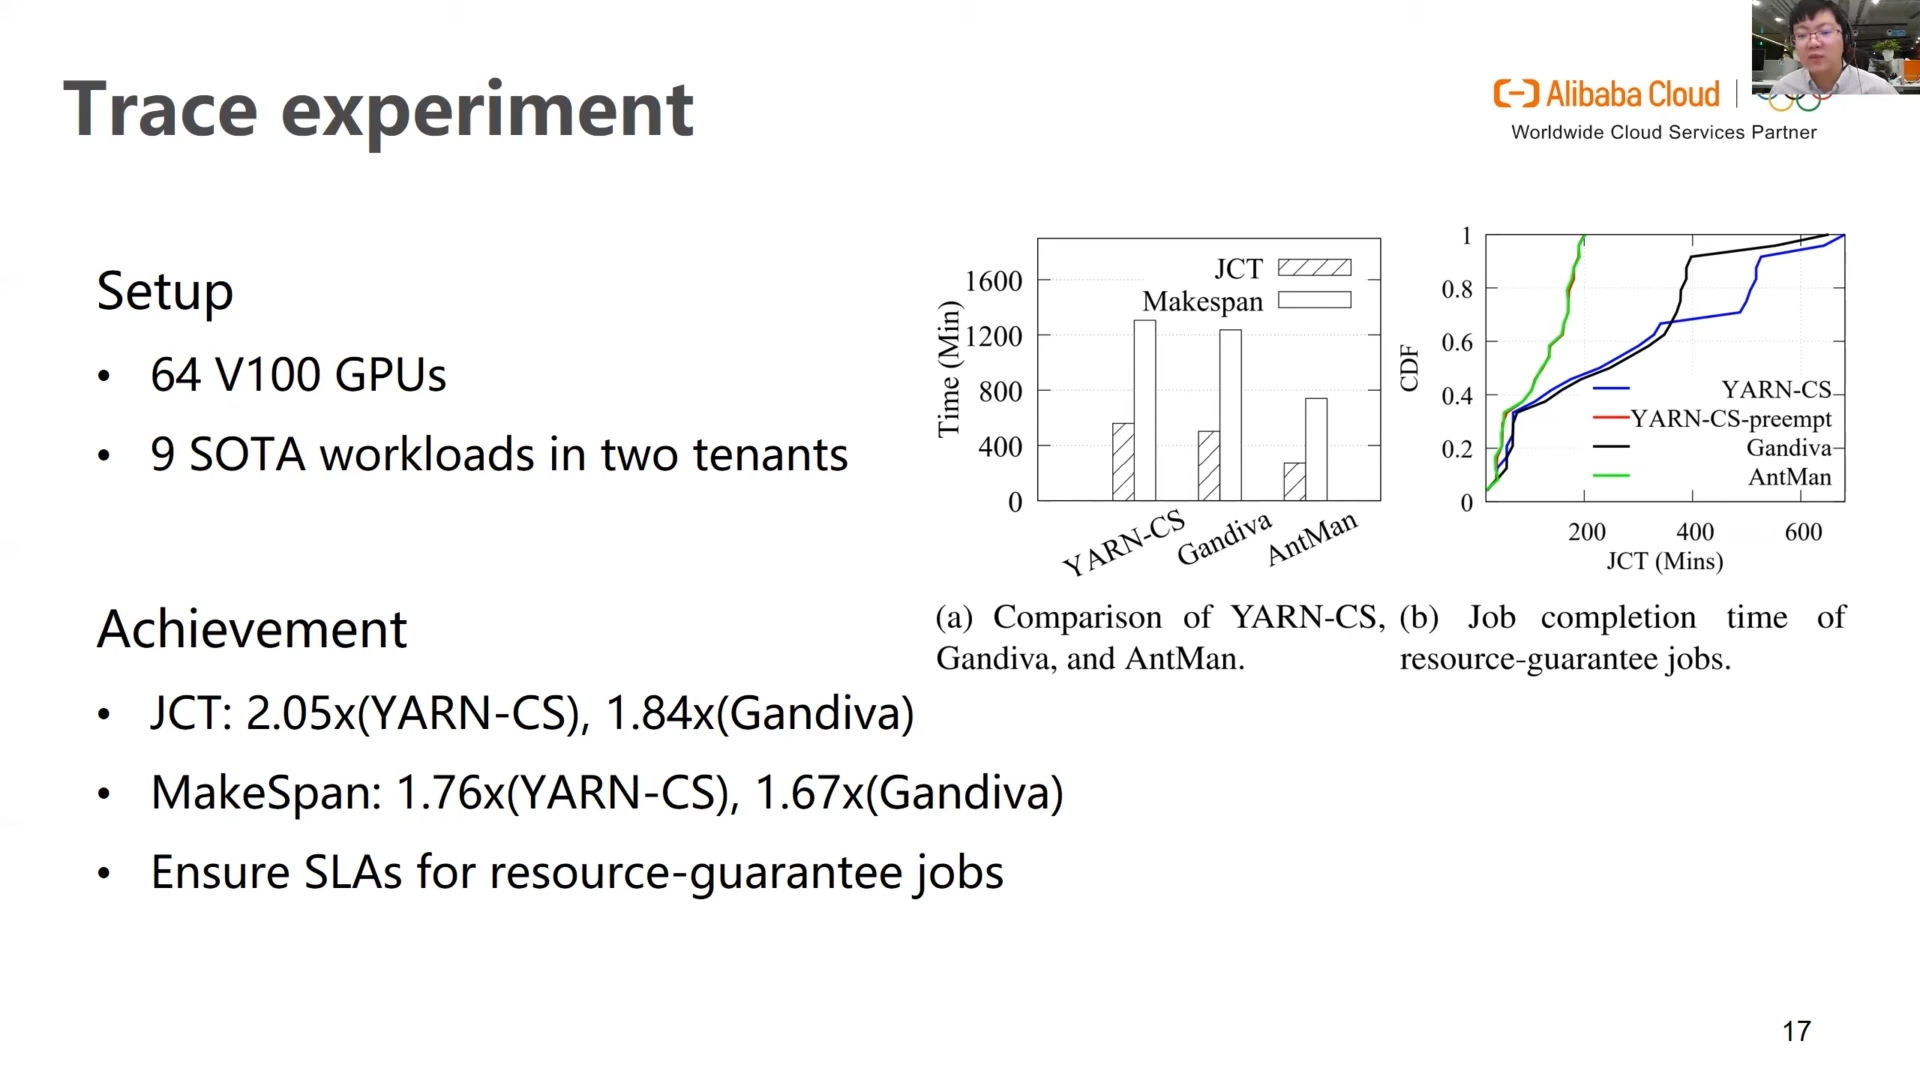 Trace experiment
Alibaba Cloud
Worldwide Cloud Services Partner
Setup
• 64 V100 GPUs
• 9 SOTA workloads in two tenants
Achievement
• JCT: 2.05x(YARN-CS), 1.84x(Gandiva)
• MakeSpan: 1.76x(YARN-CS), 1.67x(Gandiva)
• Ensure SLAs for resource-guarantee jobs
Time (Min)
1600
1200
800
400
0
JCT
Makespan
YARN-CS
Gandiva
AntMan
(a) Comparison of YARN-CS,
Gandiva, and AntMan.
CDF
1
0.8
0.6
0.4
0.2
0
YARN-CS
YARN-CS-preempt
Gandiva
AntMan
200
400
600
JCT (Mins)
(b) Job completion time of
resource-guarantee jobs.
17